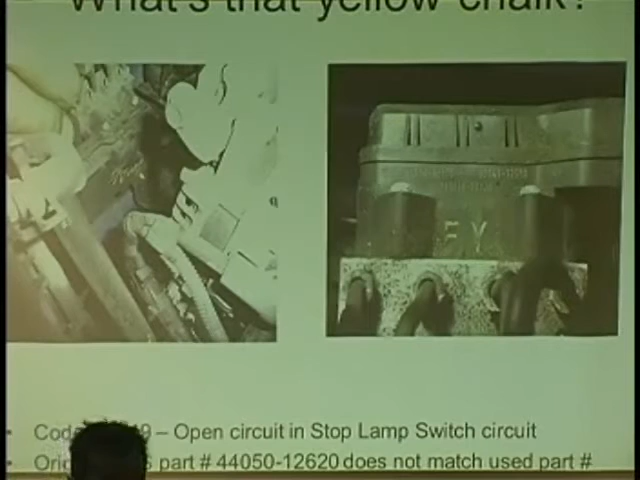 What's that yellow chalk?
FY
9 – Open circuit in Stop Lamp Switch circuit
part # 44050-12620 does not match used part #